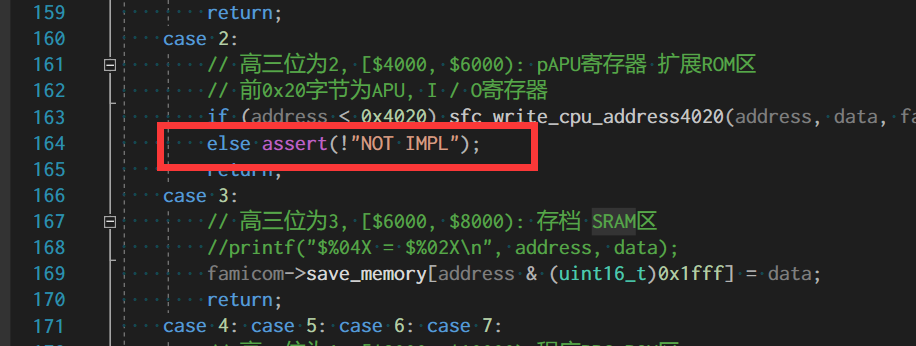 159 return;
160 case 2:
161 // 高三位为2, [$4000, $6000): pAPU寄存器 扩展ROM区
162 // 前0x20字节为APU, I / O寄存器
163 if (address < 0x4020) sfc_write_cpu_address4020(address, data, fa
164 else assert(!"NOT IMPL");
165 return;
166 case 3:
167 // 高三位为3, [$6000, $8000): 存档 SRAM区
168 //printf("$%04X = $%02X\n", address, data);
169 famicom->save_memory[address & (uint16_t)0x1fff] = data;
170 return;
171 case 4: case 5: case 6: case 7: